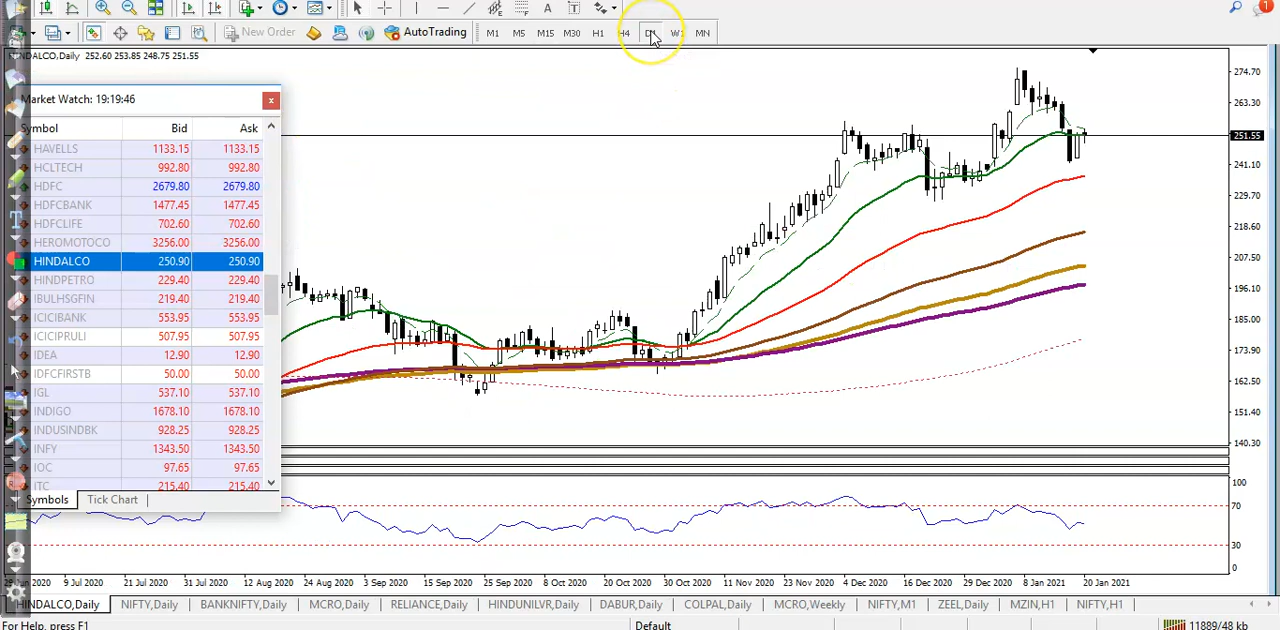 New Order
AutoTrading
M1 M5 M15 M30 H1 H4 W1 MN
HINDALCO,Daily 252.60 253.85 248.75 251.55
Market Watch: 19:19:46
Symbol Bid Ask
HAVELLS 1133.15 1133.15
HCLTECH 992.80 992.80
HDFC 2679.80 2679.80
HDFCBANK 1477.45 1477.45
HDFCLIFE 702.60 702.60
HEROMOTOCO 3256.00 3256.00
HINDALCO 250.90 250.90
HINDPETRO 229.40 229.40
IBULHSGFIN 219.40 219.40
ICICIBANK 553.95 553.95
ICICIPRULI 507.95 507.95
IDEA 12.90 12.90
IDFCFIRSTB 50.00 50.00
IGL 537.10 537.10
INDIGO 1678.10 1678.10
INDUSINDBK 928.25 928.25
INFY 1343.50 1343.50
IOC 97.65 97.65
ITC 215.40 215.40
Symbols Tick Chart
274.70
263.30
251.55
241.10
229.70
218.60
207.50
196.10
185.00
173.90
162.50
151.40
140.30
100
70
30
0
29 Jun 2020 9 Jul 2020 21 Jul 2020 31 Jul 2020 12 Aug 2020 24 Aug 2020 3 Sep 2020 15 Sep 2020 25 Sep 2020 8 Oct 2020 20 Oct 2020 30 Oct 2020 11 Nov 2020 23 Nov 2020 4 Dec 2020 16 Dec 2020 29 Dec 2020 8 Jan 2021 20 Jan 2021
HINDALCO,Daily NIFTY,Daily BANKNIFTY,Daily MCRO,Daily RELIANCE,Daily HINDUNILVR,Daily DABUR,Daily COLPAL,Daily MCRO,Weekly NIFTY,M1 ZEEL,Daily MZIN,H1 NIFTY,H1
For Help, press F1 Default 11889/48 kb